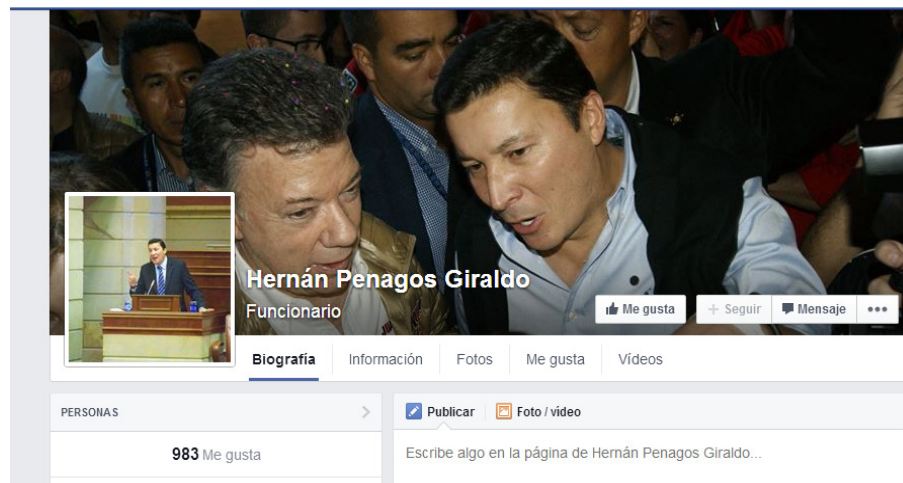 Hernán Penagos Giraldo
Funcionario
Me gusta
Seguir
Mensaje
Biografía
Información
Fotos
Me gusta
Vídeos
PERSONAS
983 Me gusta
Publicar
Foto / video
Escribe algo en la página de Hernán Penagos Giraldo...